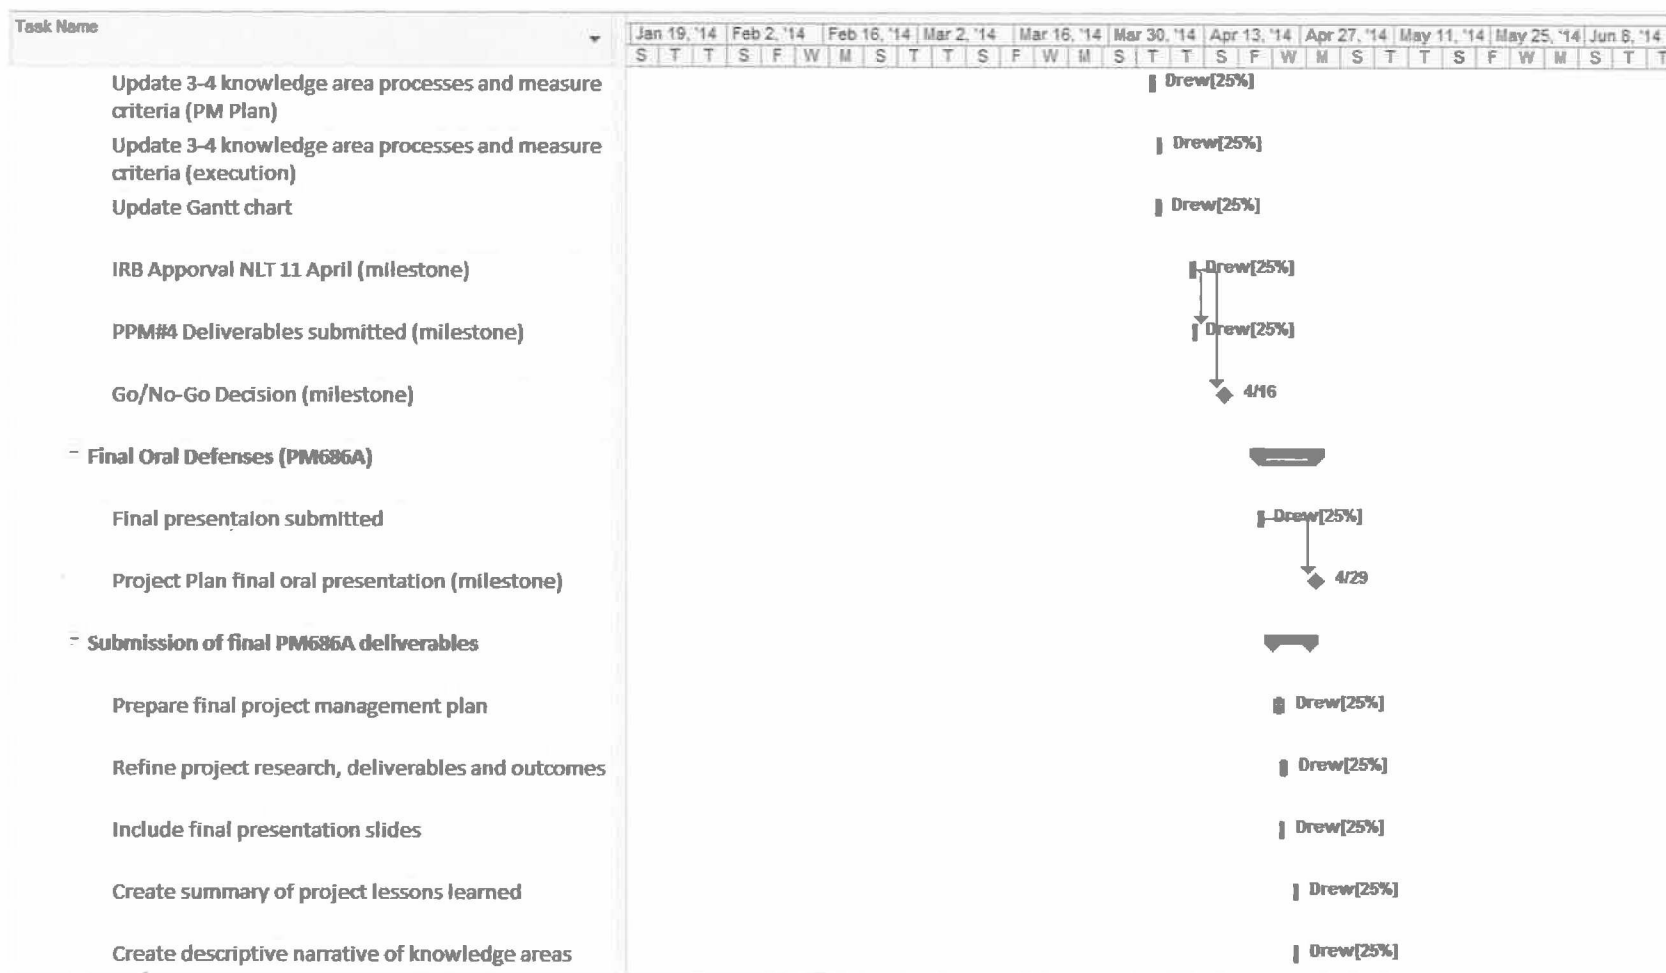 Task Name
Jan 19, '14 Feb 2, '14 Feb 16, '14 Mar 2, '14 Mar 16, '14 Mar 30, '14 Apr 13, '14 Apr 27, '14 May 11, '14 May 25, '14 Jun 8, '14
S T T S F W M S T T S F W M S T T S F W M S T T S F W M S T T
Update 3-4 knowledge area processes and measure
criteria (PM Plan)
Drew[25%]
Update 3-4 knowledge area processes and measure
criteria (execution)
Drew[25%]
Update Gantt chart
Drew[25%]
IRB Apporval NLT 11 April (milestone)
Drew[25%]
PPM#4 Deliverables submitted (milestone)
Drew[25%]
Go/No-Go Decision (milestone)
4/16
Final Oral Defenses (PM686A)
Final presentaion submitted
Drew[25%]
Project Plan final oral presentation (milestone)
4/29
Submission of final PM686A deliverables
Prepare final project management plan
Drew[25%]
Refine project research, deliverables and outcomes
Drew[25%]
Include final presentation slides
Drew[25%]
Create summary of project lessons learned
Drew[25%]
Create descriptive narrative of knowledge areas
Drew[25%]